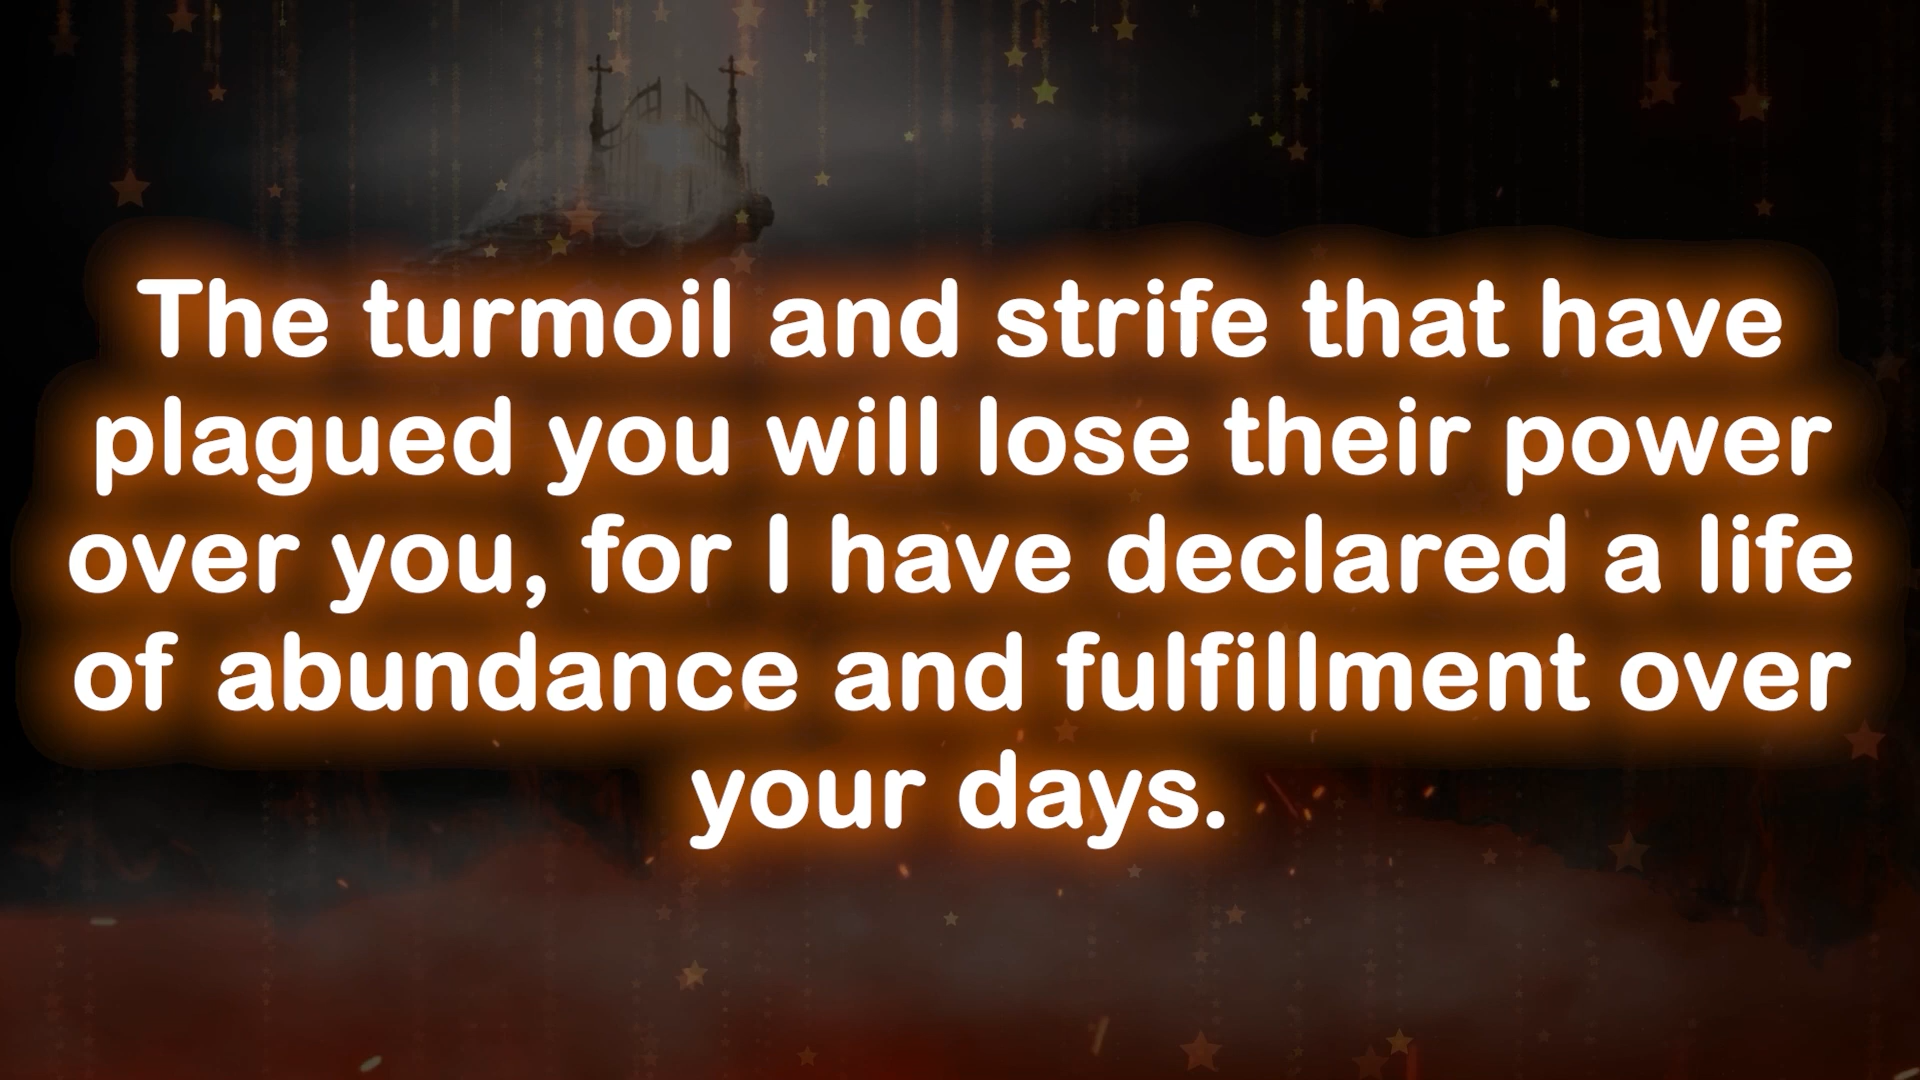 The turmoil and strife that have
plagued you will lose their power
over you, for I have declared a life
of abundance and fulfillment over
your days.